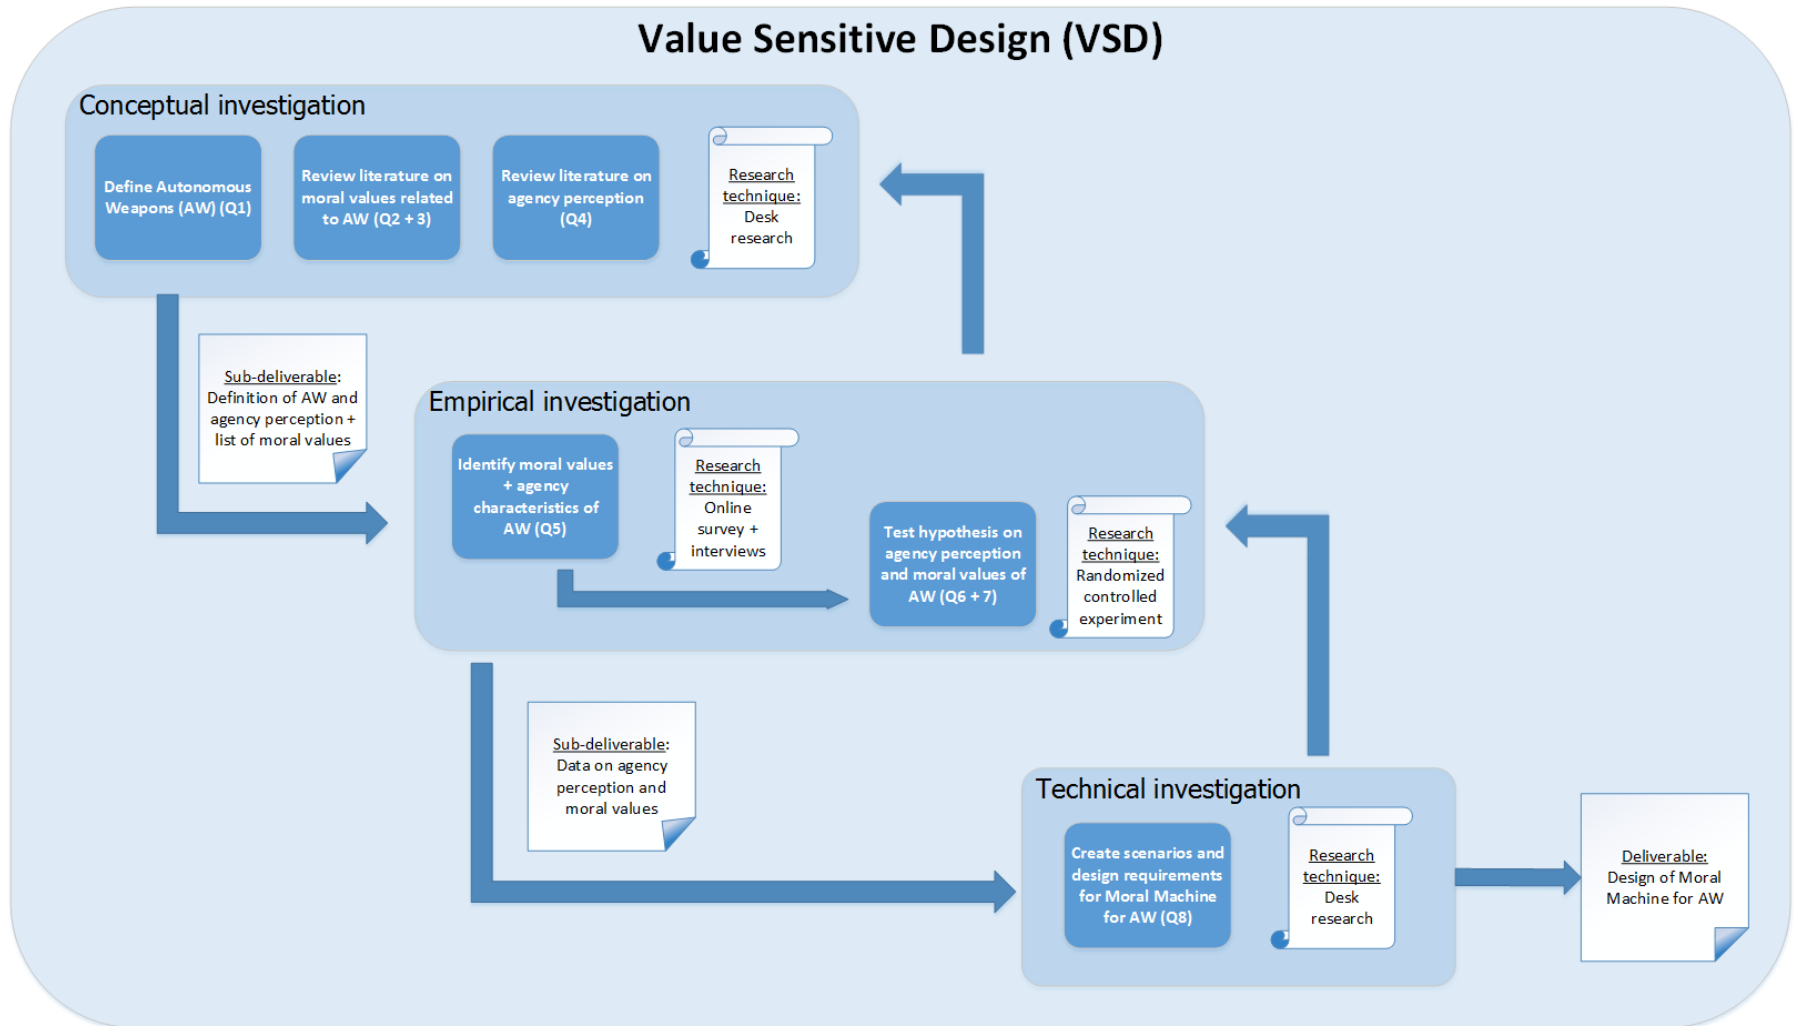 Value Sensitive Design (VSD)
Conceptual investigation
Define Autonomous
Weapons (AW) (Q1)
Review literature on
moral values related
to AW (Q2 + 3)
Review literature on
agency perception
(Q4)
Research
technique:
Desk
research
Sub-deliverable:
Definition of AW and
agency perception +
list of moral values
Empirical investigation
Identify moral values
+ agency
characteristics of
AW (Q5)
Research
technique:
Online
survey +
interviews
Test hypothesis on
agency perception
and moral values of
AW (Q6 + 7)
Research
technique:
Randomized
controlled
experiment
Sub-deliverable:
Data on agency
perception and
moral values
Technical investigation
Create scenarios and
design requirements
for Moral Machine
for AW (Q8)
Research
technique:
Desk
research
Deliverable:
Design of Moral
Machine for AW